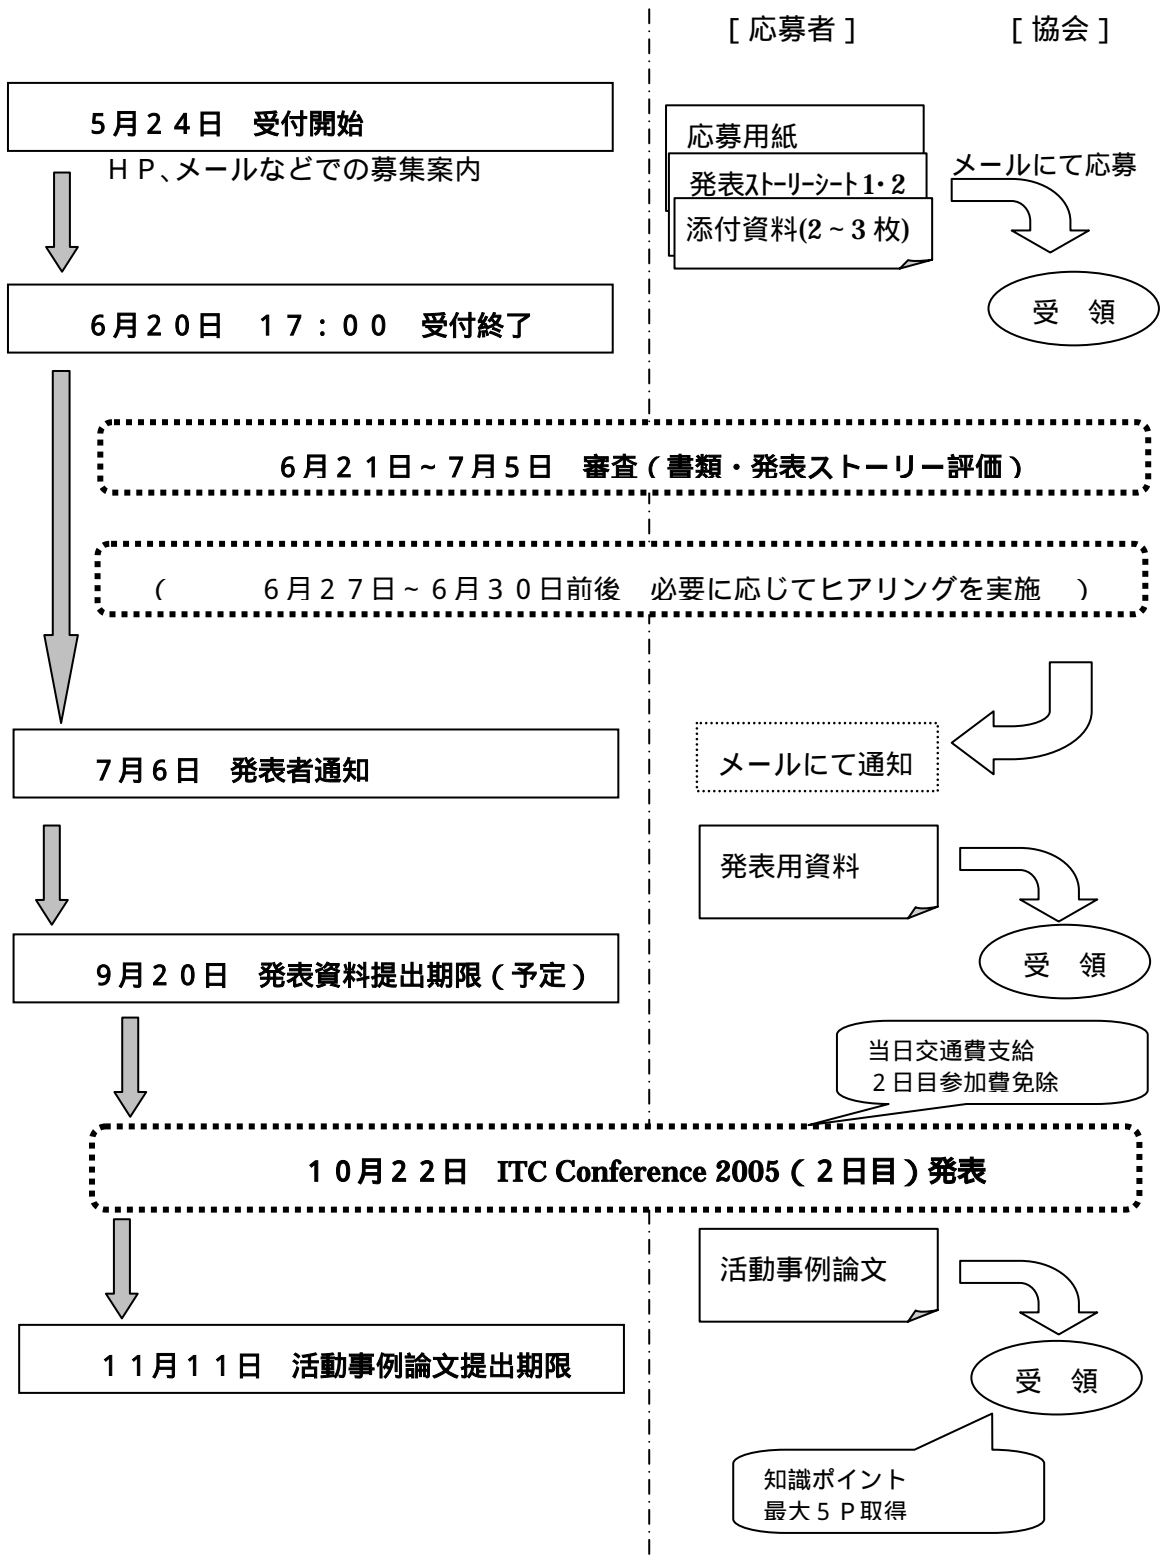 [ 応募者 ]
[ 協会 ]
５月２４日　受付開始
ＨＰ、メールなどでの募集案内
応募用紙
発表ｽﾄｰﾘｰｼｰﾄ 1・2
添付資料(2～3 枚)
メールにて応募
受　領
６月２０日　１７：００　受付終了
６月２１日～７月５日　審査（書類・発表ストーリー評価）
（　　　６月２７日～６月３０日前後　必要に応じてヒアリングを実施　）
７月６日　発表者通知
メールにて通知
発表用資料
受　領
９月２０日　発表資料提出期限（予定）
当日交通費支給
２日目参加費免除
１０月２２日　ITC Conference 2005（２日目）発表
活動事例論文
１１月１１日　活動事例論文提出期限
受　領
知識ポイント
最大５Ｐ取得